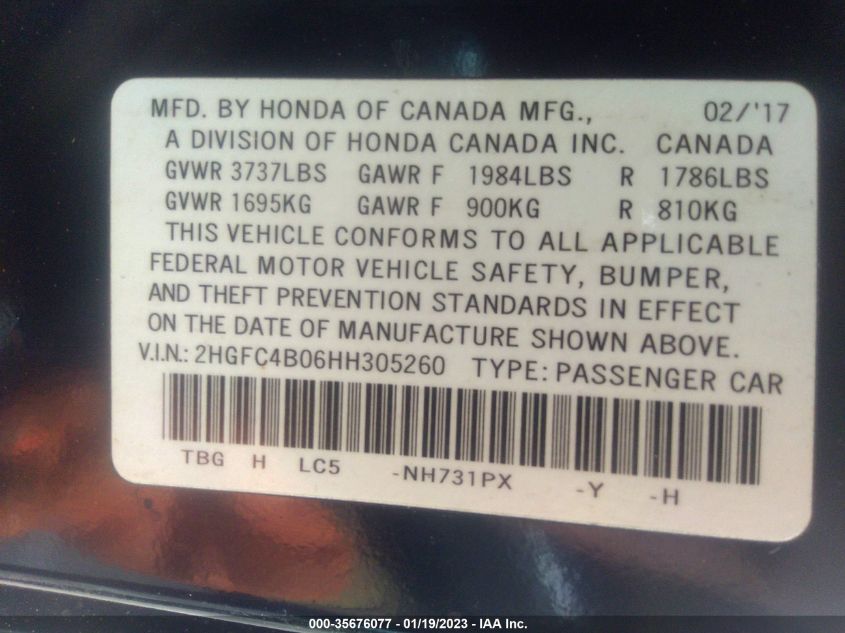 MFD. BY HONDA OF CANADA MFG., 02/'17
A DIVISION OF HONDA CANADA INC. CANADA
GVWR 3737LBS GAWR F 1984LBS R 1786LBS
GVWR 1695KG GAWR F 900KG R 810KG
THIS VEHICLE CONFORMS TO ALL APPLICABLE
FEDERAL MOTOR VEHICLE SAFETY, BUMPER,
AND THEFT PREVENTION STANDARDS IN EFFECT
ON THE DATE OF MANUFACTURE SHOWN ABOVE.
V.I.N.: 2HGFC4B06HH305260 TYPE: PASSENGER CAR
TBG H LC5 -NH731PX -Y -H
000-35676077 — 01/19/2023 - IAA Inc.